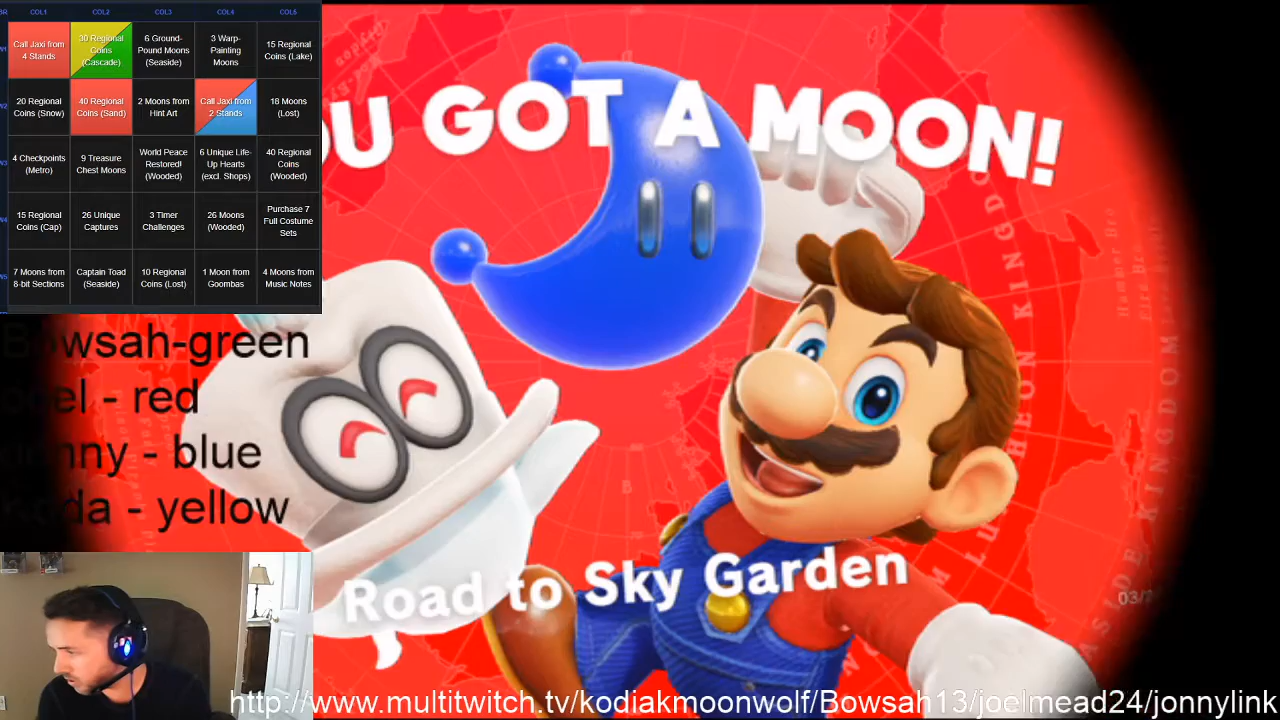 BR COL1 COL2 COL3 COL4 COL5
Call Jaxi from 4 Stands
30 Regional Coins (Cascade)
6 Ground-Pound Moons (Seaside)
3 Warp-Painting Moons
15 Regional Coins (Lake)
20 Regional Coins (Snow)
40 Regional Coins (Sand)
2 Moons from Hint Art
Call Jaxi from 2 Stands
18 Moons (Lost)
4 Checkpoints (Metro)
9 Treasure Chest Moons
World Peace Restored! (Wooded)
6 Unique Life-Up Hearts (excl. Shops)
40 Regional Coins (Wooded)
15 Regional Coins (Cap)
26 Unique Captures
3 Timer Challenges
26 Moons (Wooded)
Purchase 7 Full Costume Sets
7 Moons from 8-bit Sections
Captain Toad (Seaside)
10 Regional Coins (Lost)
1 Moon from Goombas
4 Moons from Music Notes
OU GOT A MOON!
Bowsah-green
- red
- blue
- yellow
Road to Sky Garden
http://www.multitwitch.tv/kodiakmoonwolf/Bowsah13/joelmead24/jonnylink